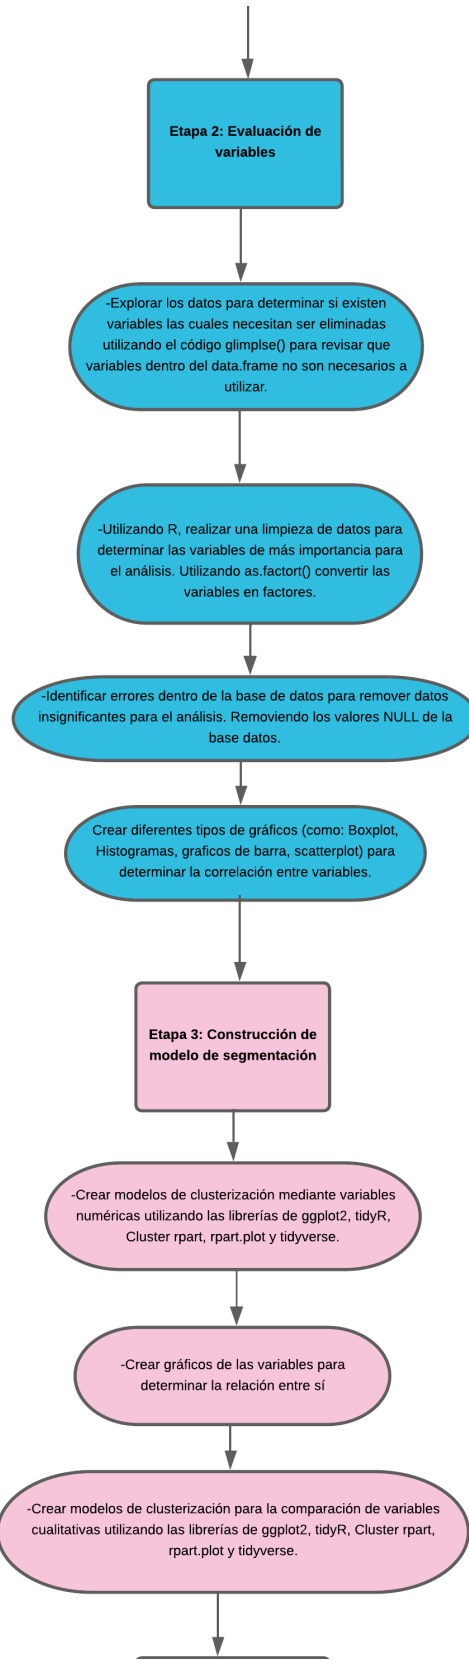 Etapa 2: Evaluación de
variables
-Explorar los datos para determinar si existen
variables las cuales necesitan ser eliminadas
utilizando el código glimplse() para revisar que
variables dentro del data.frame no son necesarios a
utilizar.
-Utilizando R, realizar una limpieza de datos para
determinar las variables de más importancia para
el análisis. Utilizando as.factort() convertir las
variables en factores.
-Identificar errores dentro de la base de datos para remover datos
insignificantes para el análisis. Removiendo los valores NULL de la
base datos.
Crear diferentes tipos de gráficos (como: Boxplot,
Histogramas, graficos de barra, scatterplot) para
determinar la correlación entre variables.
Etapa 3: Construcción de
modelo de segmentación
-Crear modelos de clusterización mediante variables
numéricas utilizando las librerías de ggplot2, tidyR,
Cluster rpart, rpart.plot y tidyverse.
-Crear gráficos de las variables para
determinar la relación entre sí
-Crear modelos de clusterización para la comparación de variables
cualitativas utilizando las librerías de ggplot2, tidyR, Cluster rpart,
rpart.plot y tidyverse.